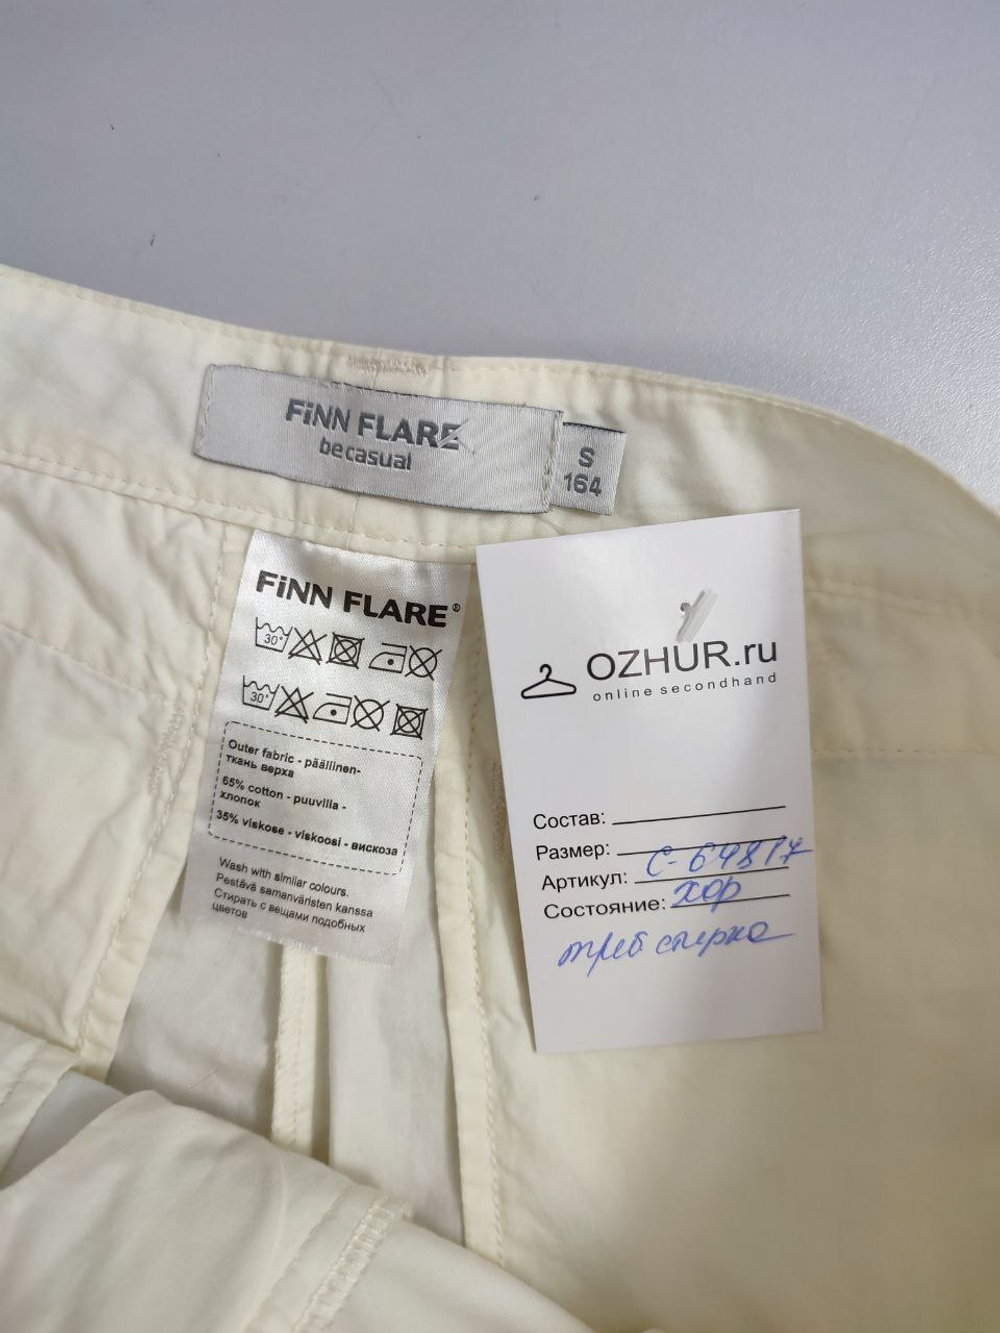 FiNN FLARE
be casual
S
164
FiNN FLARE®
30°
30°
Outer fabric - päällinen-
ткань верха
65% cotton - puuvilla -
хлопок
35% viskose - viskoosi - вискоза
Wash with similar colours.
Pestävä samanväristen kanssa
Стирать с вещами подобных
цветов
OZHUR.ru
online secondhand
Состав:
Размер:
Артикул: С-64817
Состояние: хор
треб стирка